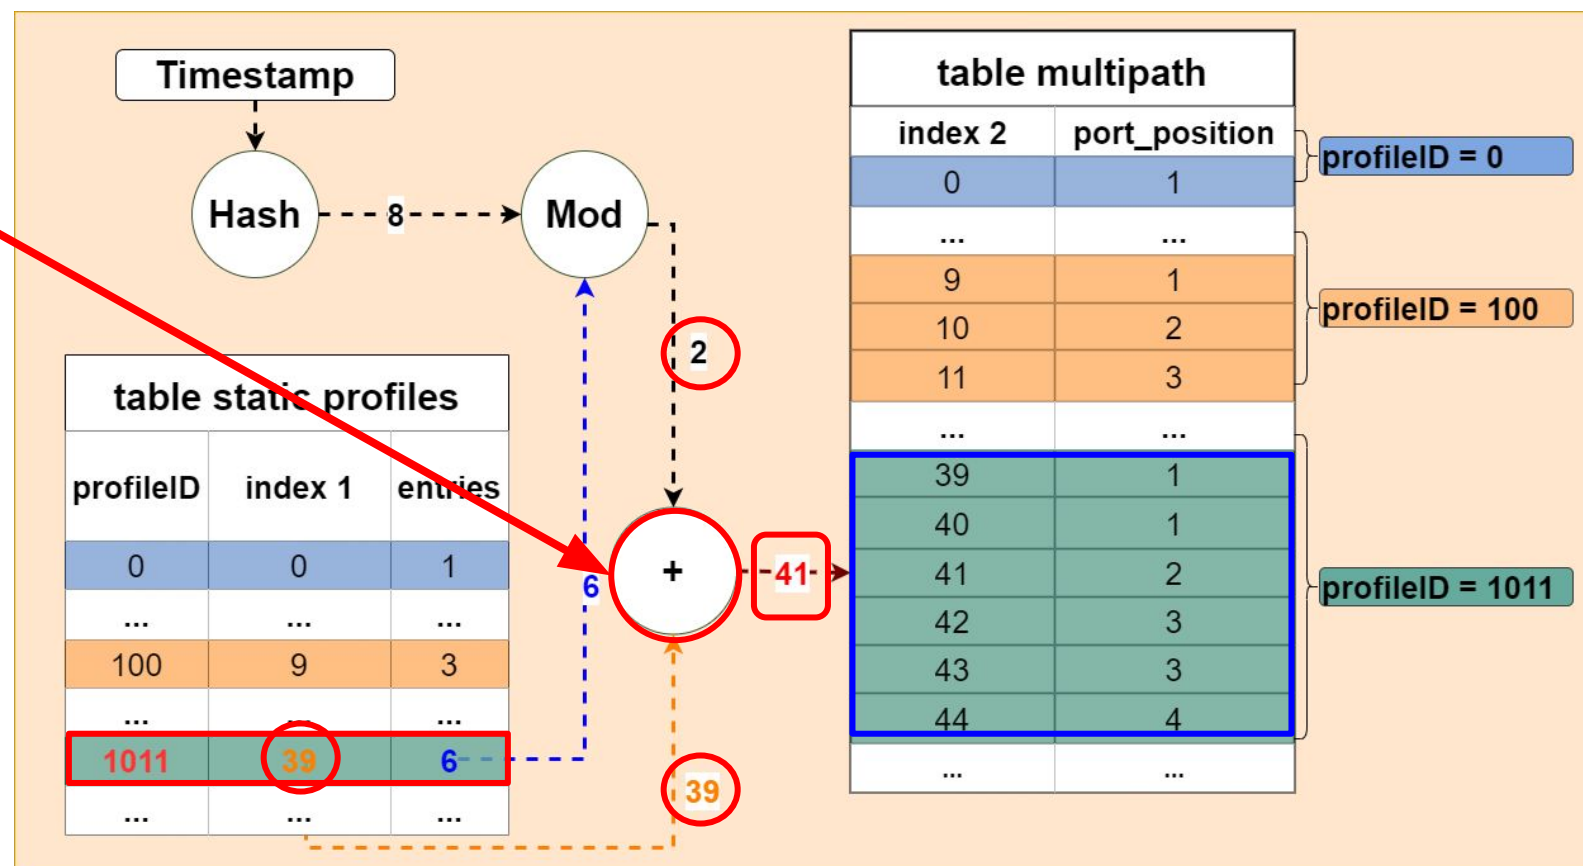 Timestamp
Hash
8
Mod
2
6
+
41
39
table static profiles
profileID index 1 entries
0 0 1
... ... ...
100 9 3
... ... ...
1011 39 6
... ... ...
table multipath
index 2 port_position
0 1
... ...
9 1
10 2
11 3
... ...
39 1
40 1
41 2
42 3
43 3
44 4
... ...
profileID = 0
profileID = 100
profileID = 1011